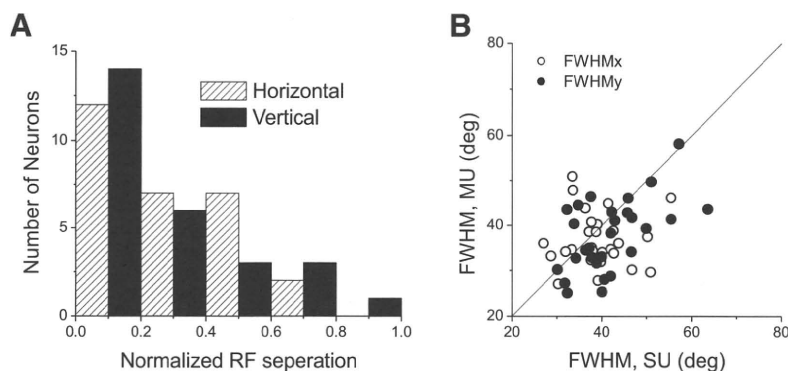 A
15
10
5
0
0.0 0.2 0.4 0.6 0.8 1.0
Number of Neurons
Normalized RF seperation
Horizontal
Vertical
B
80
60
40
20
20 40 60 80
FWHM, MU (deg)
FWHM, SU (deg)
FWHMx
FWHMy